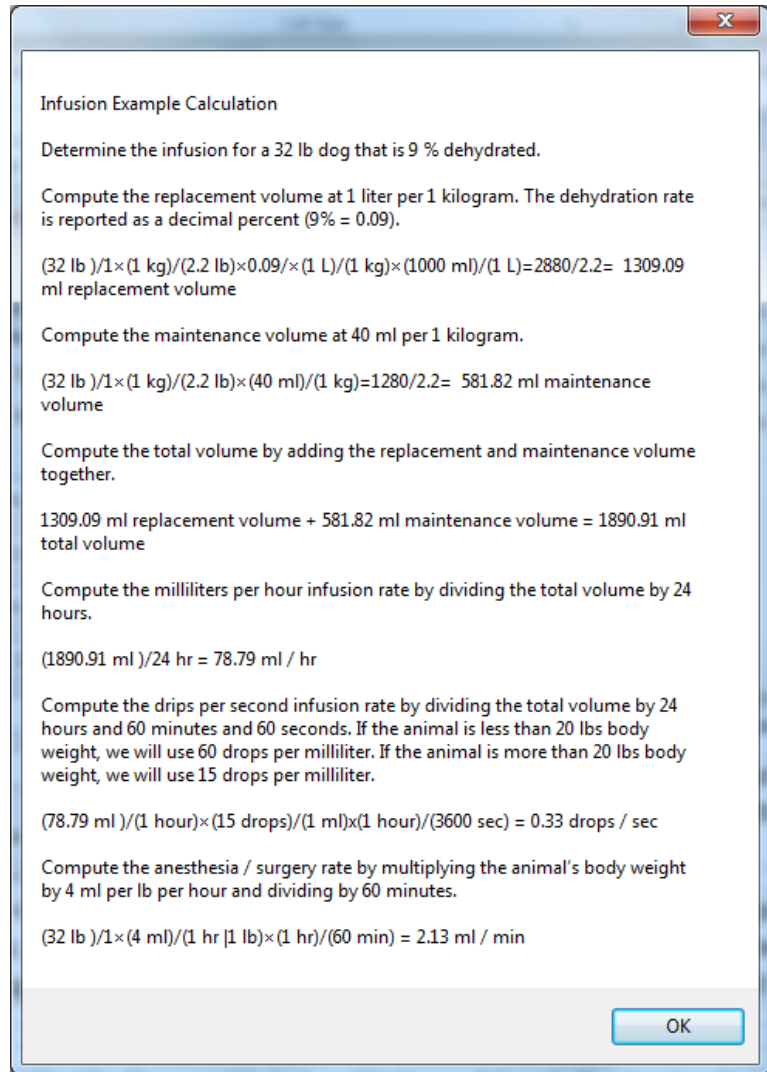 Infusion Example Calculation
Determine the infusion for a 32 lb dog that is 9 % dehydrated.
Compute the replacement volume at 1 liter per 1 kilogram. The dehydration rate
is reported as a decimal percent (9% = 0.09).
(32 lb )/1×(1 kg)/(2.2 lb)×0.09/×(1 L)/(1 kg)×(1000 ml)/(1 L)=2880/2.2=  1309.09
ml replacement volume
Compute the maintenance volume at 40 ml per 1 kilogram.
(32 lb )/1×(1 kg)/(2.2 lb)×(40 ml)/(1 kg)=1280/2.2=  581.82 ml maintenance
volume
Compute the total volume by adding the replacement and maintenance volume
together.
1309.09 ml replacement volume + 581.82 ml maintenance volume = 1890.91 ml
total volume
Compute the milliliters per hour infusion rate by dividing the total volume by 24
hours.
(1890.91 ml )/24 hr = 78.79 ml / hr
Compute the drips per second infusion rate by dividing the total volume by 24
hours and 60 minutes and 60 seconds. If the animal is less than 20 lbs body
weight, we will use 60 drops per milliliter. If the animal is more than 20 lbs body
weight, we will use 15 drops per milliliter.
(78.79 ml )/(1 hour)×(15 drops)/(1 ml)x(1 hour)/(3600 sec) = 0.33 drops / sec
Compute the anesthesia / surgery rate by multiplying the animal's body weight
by 4 ml per lb per hour and dividing by 60 minutes.
(32 lb )/1×(4 ml)/(1 hr |1 lb)×(1 hr)/(60 min) = 2.13 ml / min
OK